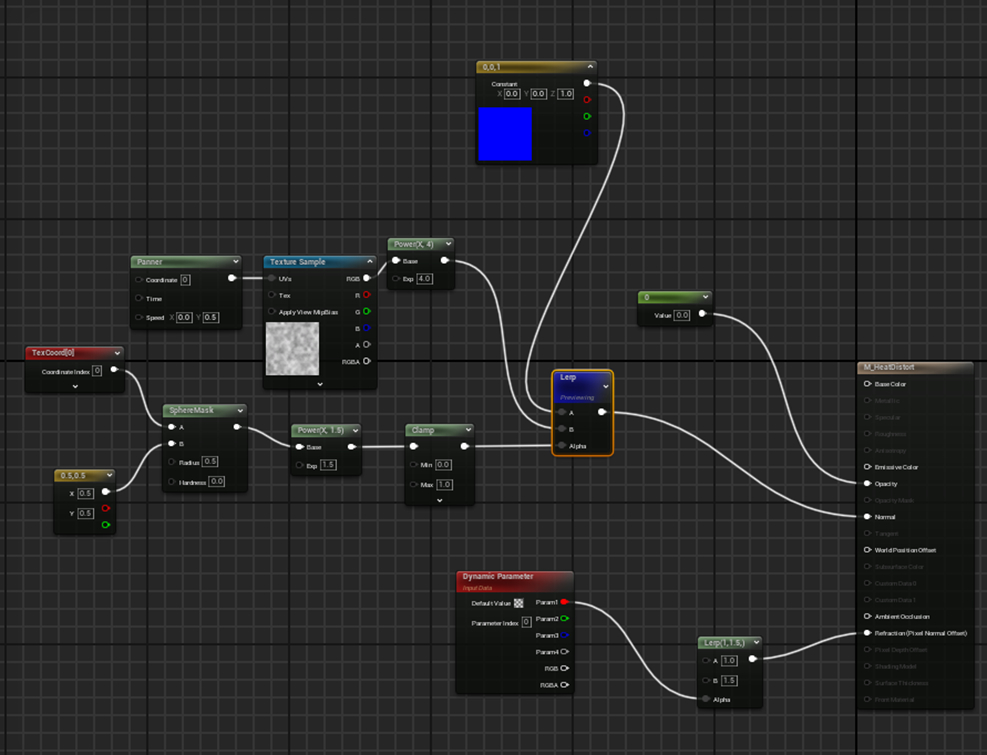 0,0,1
Constant
X 0.0 Y 0.0 Z 1.0
Power(X, 4)
Base
Exp 4.0
Panner
Coordinate 0
Time
Speed X 0.0 Y 0.5
Texture Sample
UVs RGB
Tex R
Apply View MipBias G
B
A
RGBA
0
Value 0.0
TexCoord[0]
Coordinate Index 0
SphereMask
A
B
Radius 0.5
Hardness 0.0
0.5,0.5
X 0.5
Y 0.5
Power(X, 1.5)
Base
Exp 1.5
Clamp
Min 0.0
Max 1.0
Lerp
Previewing
A
B
Alpha
M_HeatDistort
Base Color
Metallic
Specular
Roughness
Anisotropy
Emissive Color
Opacity
Opacity Mask
Normal
Tangent
World Position Offset
Subsurface Color
Custom Data 0
Custom Data 1
Ambient Occlusion
Refraction (Pixel Normal Offset)
Pixel Depth Offset
Shading Model
Surface Thickness
Front Material
Dynamic Parameter
Input Data
Default Value Param1
Parameter Index 0 Param2
Param3
Param4
RGB
RGBA
Lerp(1,1.5,)
A 1.0
B 1.5
Alpha